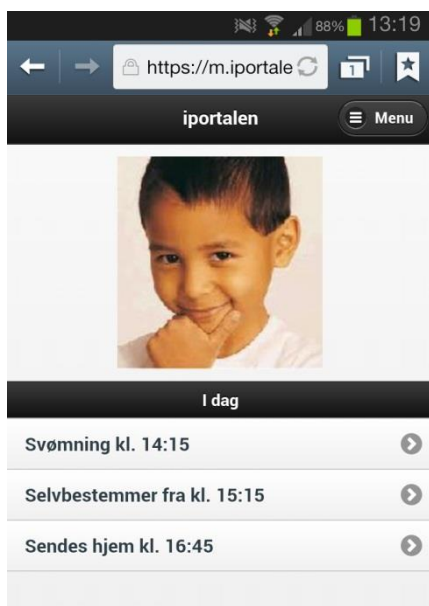 88% 13:19
https://m.iportale 1
iportalen Menu
I dag
Svømning kl. 14:15
Selvbestemmer fra kl. 15:15
Sendes hjem kl. 16:45